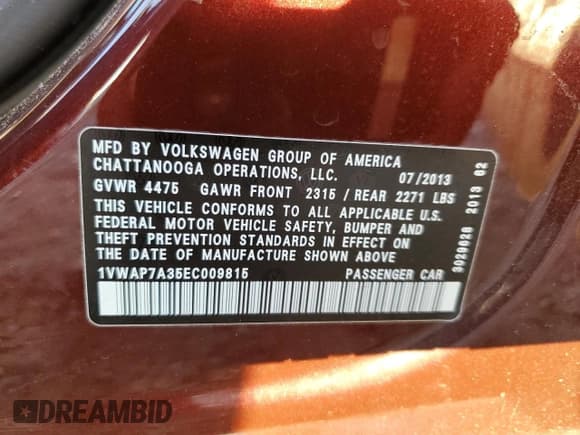 MFD BY VOLKSWAGEN GROUP OF AMERICA
CHATTANOOGA OPERATIONS, LLC. 07/2013
GVWR 4475 GAWR FRONT 2315 / REAR 2271 LBS
THIS VEHICLE CONFORMS TO ALL APPLICABLE U.S.
FEDERAL MOTOR VEHICLE SAFETY, BUMPER AND
THEFT PREVENTION STANDARDS IN EFFECT ON
THE DATE OF MANUFACTURE SHOWN ABOVE
1VWAP7A35EC009815 PASSENGER CAR
3029628 2013 62
DREAMBID